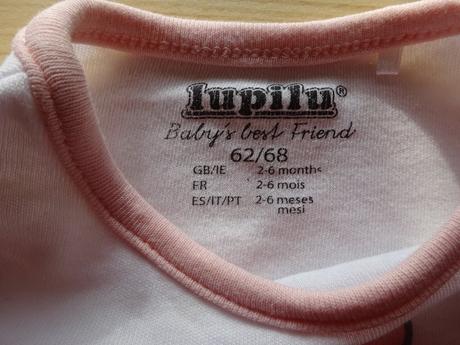 lupilu®
Baby's best Friend
62/68
GB/IE 2-6 months
FR 2-6 mois
ES/IT/PT 2-6 meses
mesi